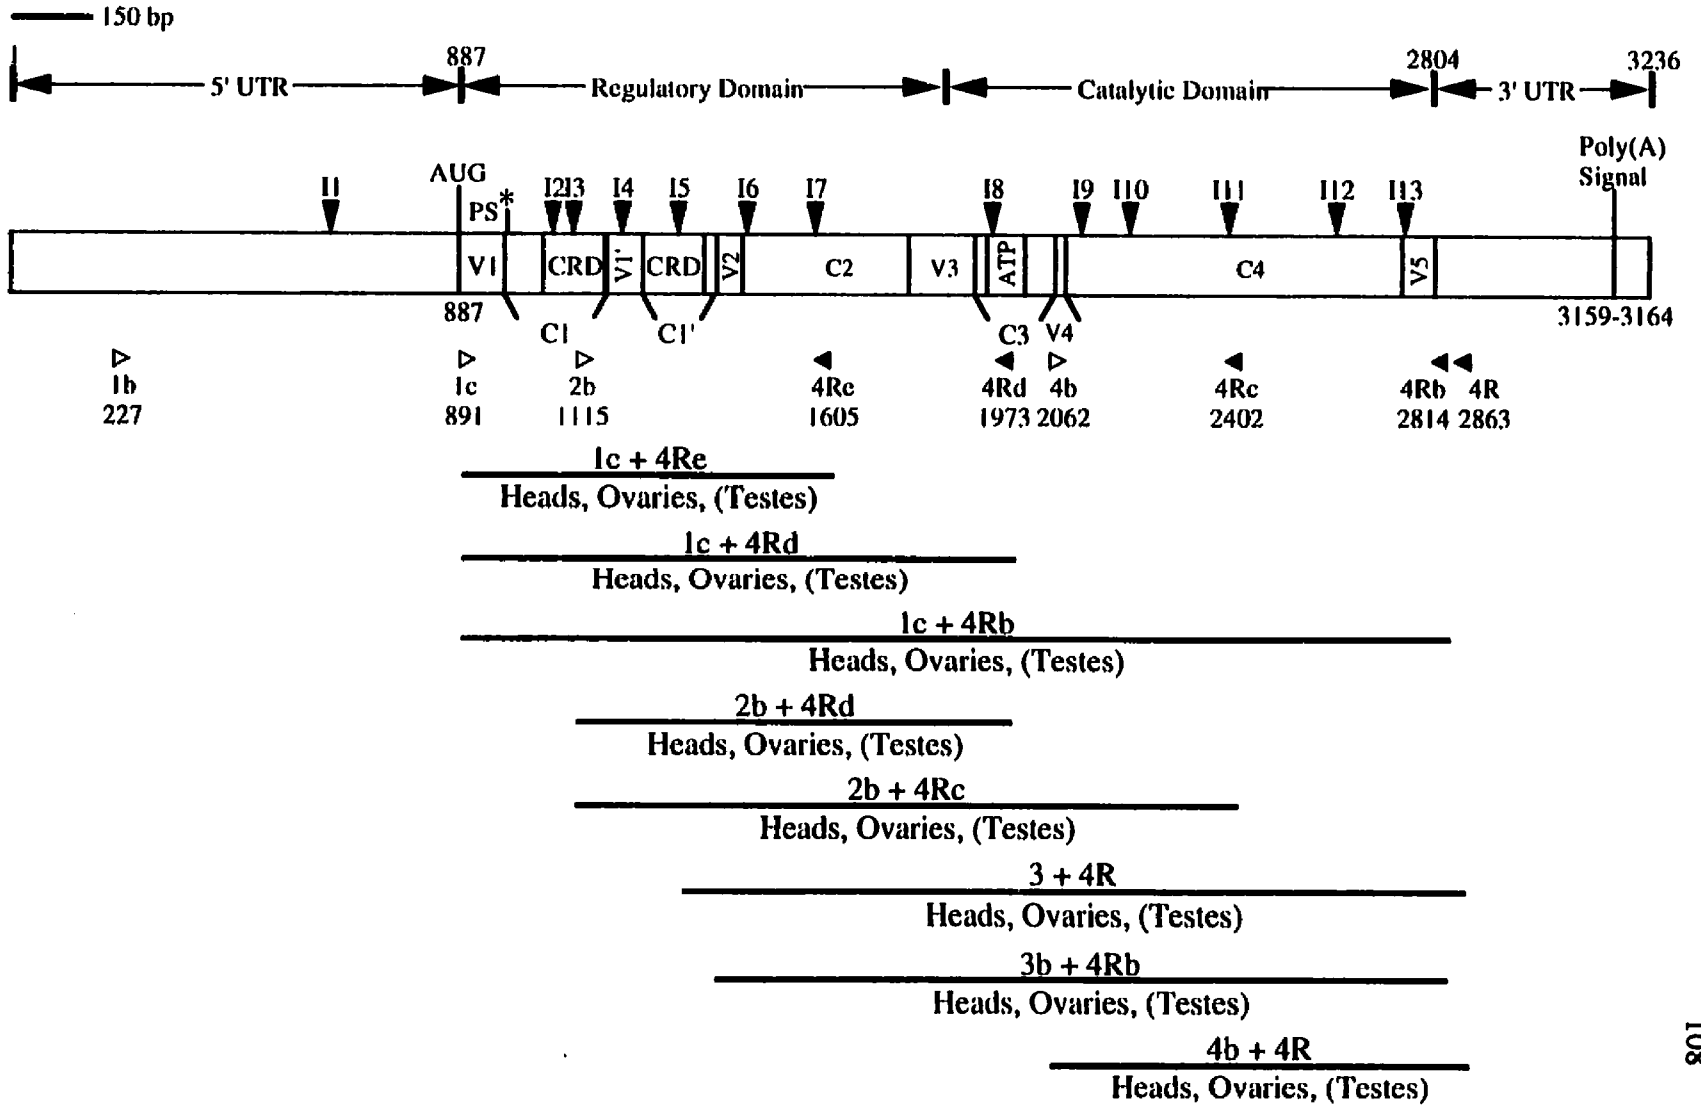 150 bp
887 2804 3236
5' UTR Regulatory Domain Catalytic Domain 3' UTR
Poly(A)
Signal
AUG
I1 PS* I2 I3 I4 I5 I6 I7 I8 I9 I10 I11 I12 I13
V1 CRD V1' CRD V2 C2 V3 ATP C4 V5
887 C1 C1' C3 V4 3159-3164
1b 1c 2b 4Re 4Rd 4b 4Rc 4Rb 4R
227 891 1115 1605 1973 2062 2402 2814 2863
1c + 4Re
Heads, Ovaries, (Testes)
1c + 4Rd
Heads, Ovaries, (Testes)
1c + 4Rb
Heads, Ovaries, (Testes)
2b + 4Rd
Heads, Ovaries, (Testes)
2b + 4Rc
Heads, Ovaries, (Testes)
3 + 4R
Heads, Ovaries, (Testes)
3b + 4Rb
Heads, Ovaries, (Testes)
4b + 4R
Heads, Ovaries, (Testes)
108